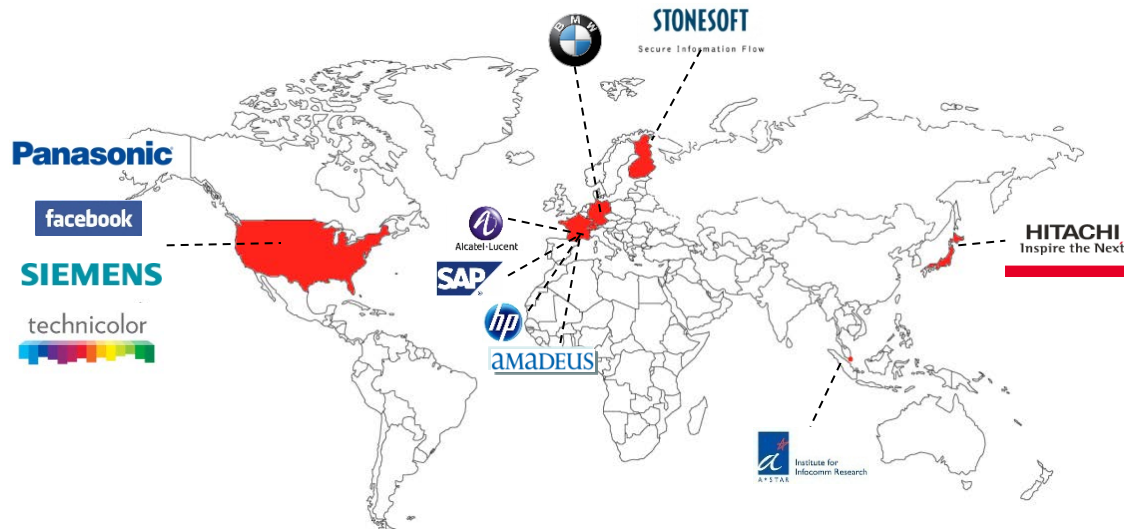 BMW
STONESOFT
Secure Information Flow
Panasonic
facebook
SIEMENS
technicolor
Alcatel·Lucent
SAP
hp
amadeus
HITACHI
Inspire the Next
a
A*STAR
Institute for
Infocomm Research